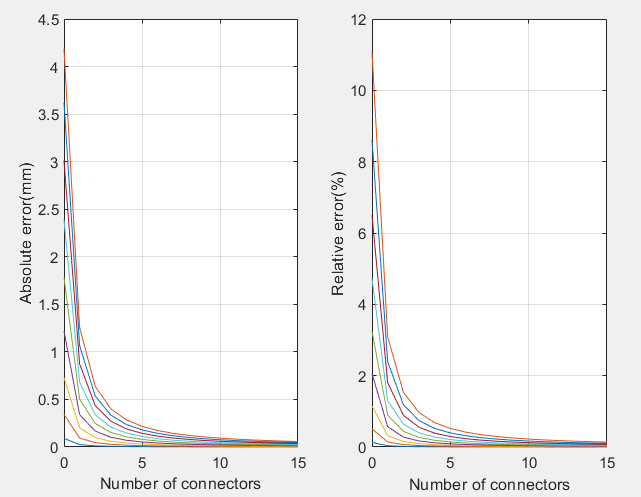 4.5
4
3.5
3
2.5
2
1.5
1
0.5
0
Absolute error(mm)
0 5 10 15
Number of connectors
12
10
8
6
4
2
0
Relative error(%)
0 5 10 15
Number of connectors